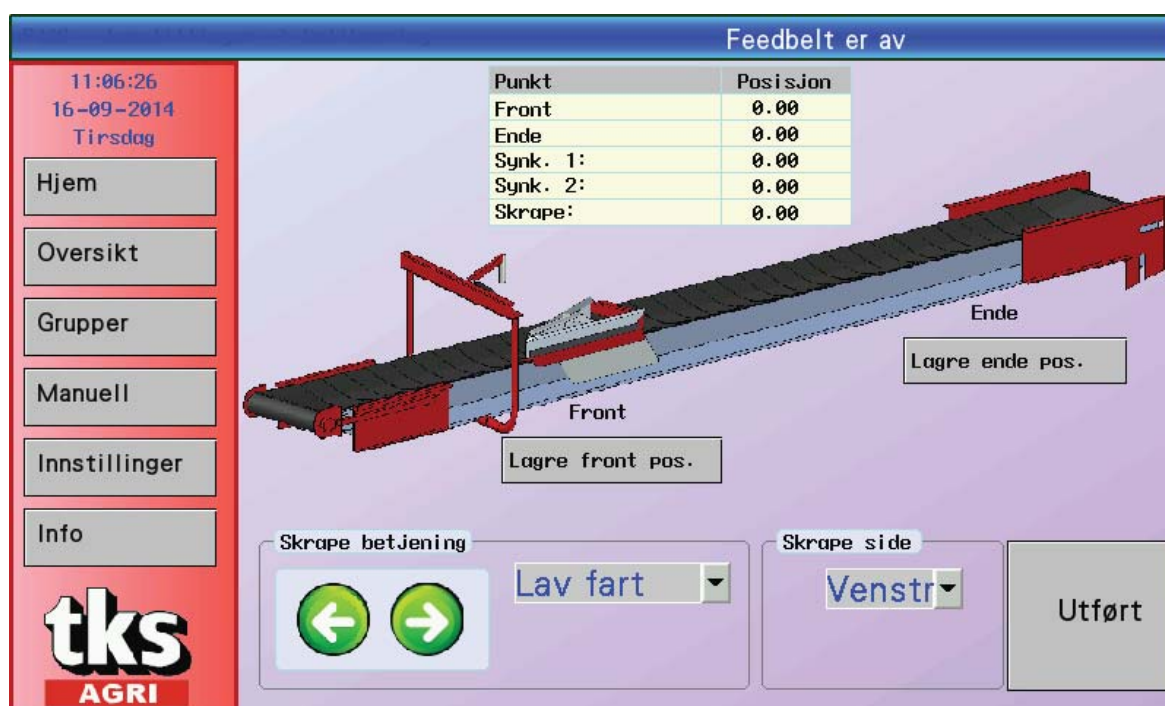 Feedbelt er av
11:06:26
16-09-2014
Tirsdag
Hjem
Oversikt
Grupper
Manuell
Innstillinger
Info
tks
AGRI
Punkt Posisjon
Front 0.00
Ende 0.00
Synk. 1: 0.00
Synk. 2: 0.00
Skrape: 0.00
Ende
Lagre ende pos.
Front
Lagre front pos.
Skrape betjening
Lav fart
Skrape side
Venstr
Utført